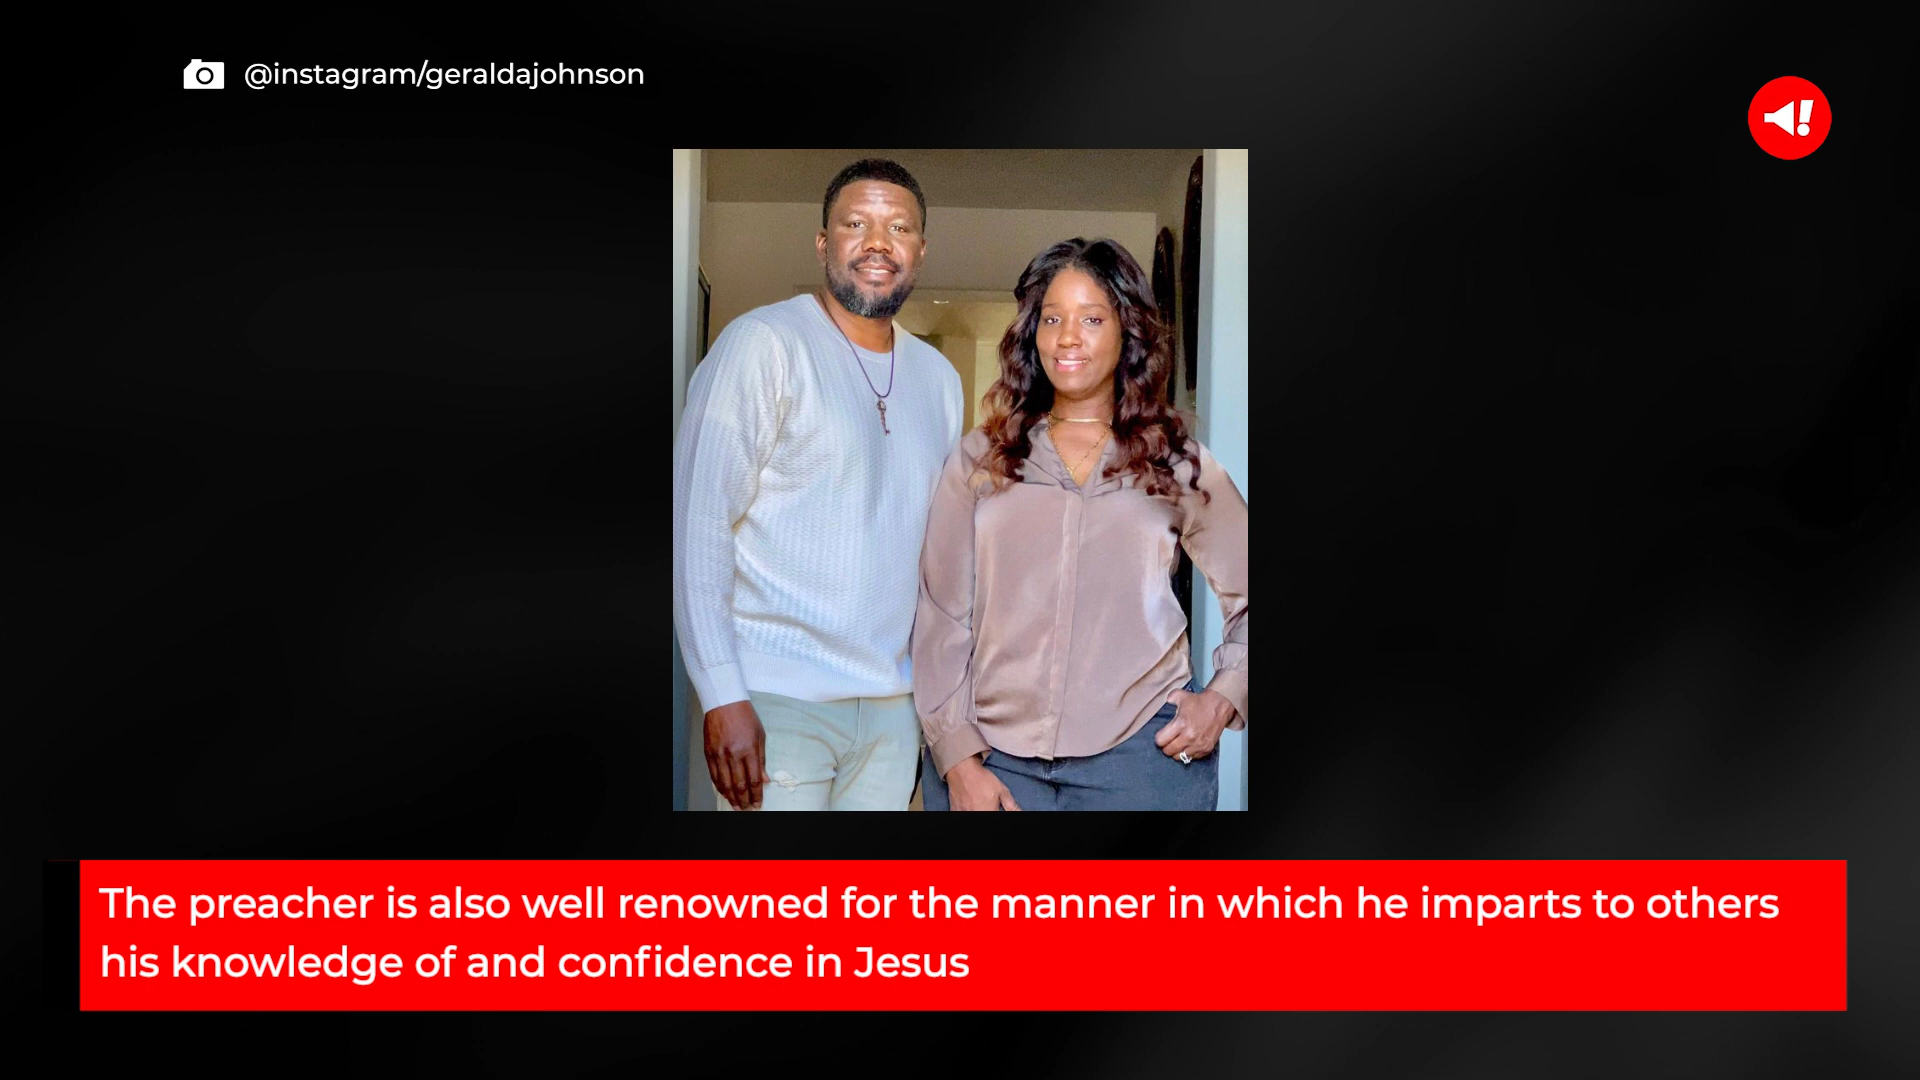 @instagram/geraldajohnson
The preacher is also well renowned for the manner in which he imparts to others
his knowledge of and confidence in Jesus